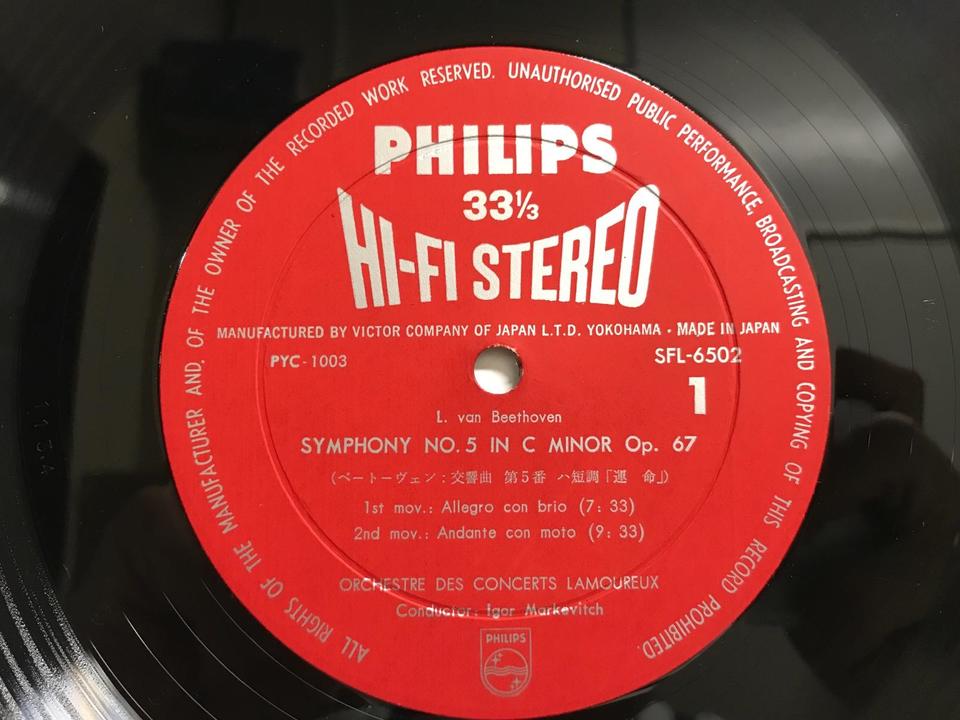 ALL RIGHTS OF THE MANUFACTURER AND, OF THE OWNER OF THE RECORDED WORK RESERVED. UNAUTHORISED PUBLIC PERFORMANCE, BROADCASTING AND COPYING OF THIS RECORD PROHIBITED.
PHILIPS
33⅓
HI-FI STEREO
MANUFACTURED BY VICTOR COMPANY OF JAPAN L.T.D. YOKOHAMA • MADE IN JAPAN
PYC-1003 SFL-6502
1
L. van Beethoven
SYMPHONY NO. 5 IN C MINOR Op. 67
(ベートーヴェン：交響曲 第5番 ハ短調「運 命」)
1st mov.: Allegro con brio (7: 33)
2nd mov.: Andante con moto (9: 33)
ORCHESTRE DES CONCERTS LAMOUREUX
Conductor: Igor Markevitch
PHILIPS